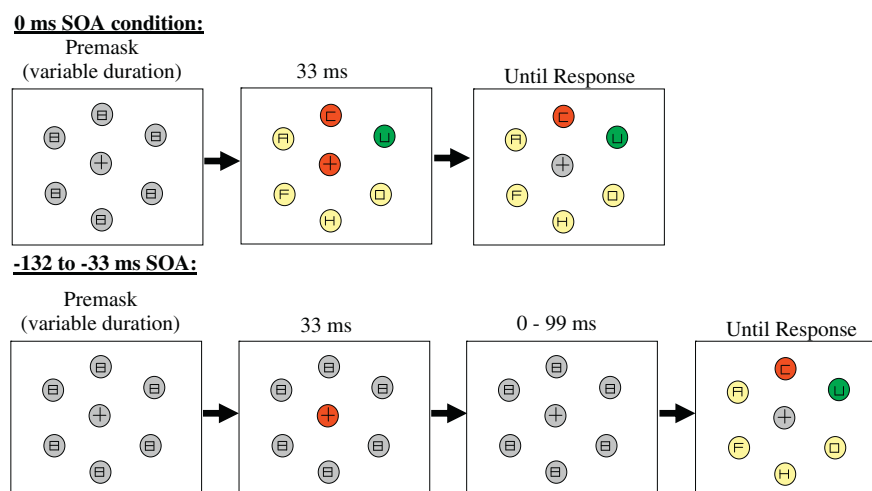 0 ms SOA condition:
Premask
(variable duration)
33 ms
Until Response
A
F
H
-132 to -33 ms SOA:
Premask
(variable duration)
33 ms
0 - 99 ms
Until Response
A
F
H